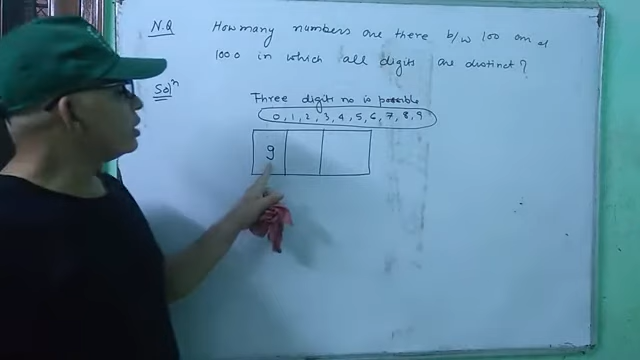 N.Q How many numbers are there b/w 100 and
1000 in which all digits are distinct?
Solⁿ
Three digits no is possible
0, 1, 2, 3, 4, 5, 6, 7, 8, 9
9